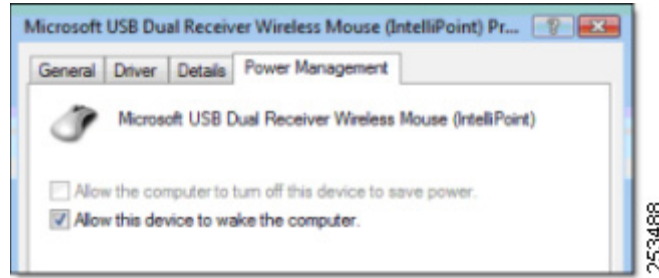 Microsoft USB Dual Receiver Wireless Mouse (IntelliPoint) Pr...
General Driver Details Power Management
Microsoft USB Dual Receiver Wireless Mouse (IntelliPoint)
Allow the computer to turn off this device to save power.
Allow this device to wake the computer.
253488